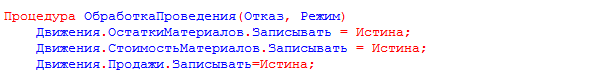 Процедура ОбработкаПроведения(Отказ, Режим)
Движения.ОстаткиМатериалов.Записывать = Истина;
Движения.СтоимостьМатериалов.Записывать = Истина;
Движения.Продажи.Записывать=Истина;